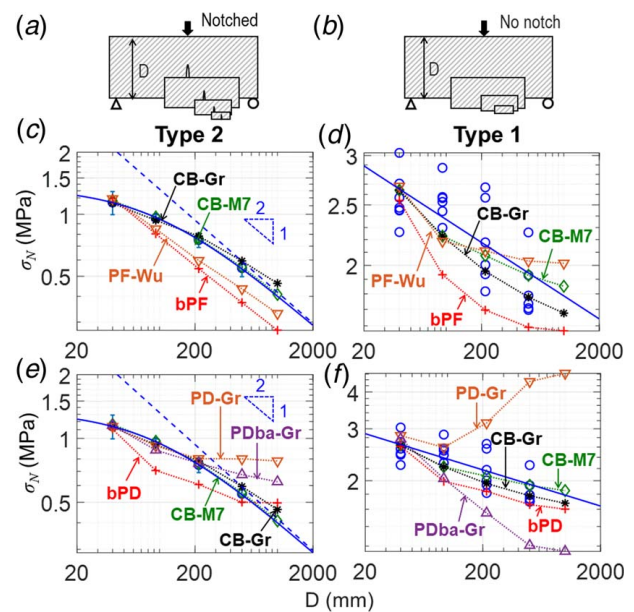 (a)
Notched
D
(b)
No notch
D
Type 2
Type 1
(c)
2
1.5
1
0.5
σN (MPa)
CB-Gr
CB-M7
2
1
PF-Wu
bPF
20
200
2000
(d)
3
2.5
2
CB-Gr
CB-M7
PF-Wu
bPF
20
200
2000
(e)
2
1.5
1
0.5
σN (MPa)
2
1
PD-Gr
PDba-Gr
bPD
CB-M7
CB-Gr
20
200
2000
(f)
4
3
2
PD-Gr
CB-Gr
CB-M7
PDba-Gr
bPD
20
200
2000
D (mm)